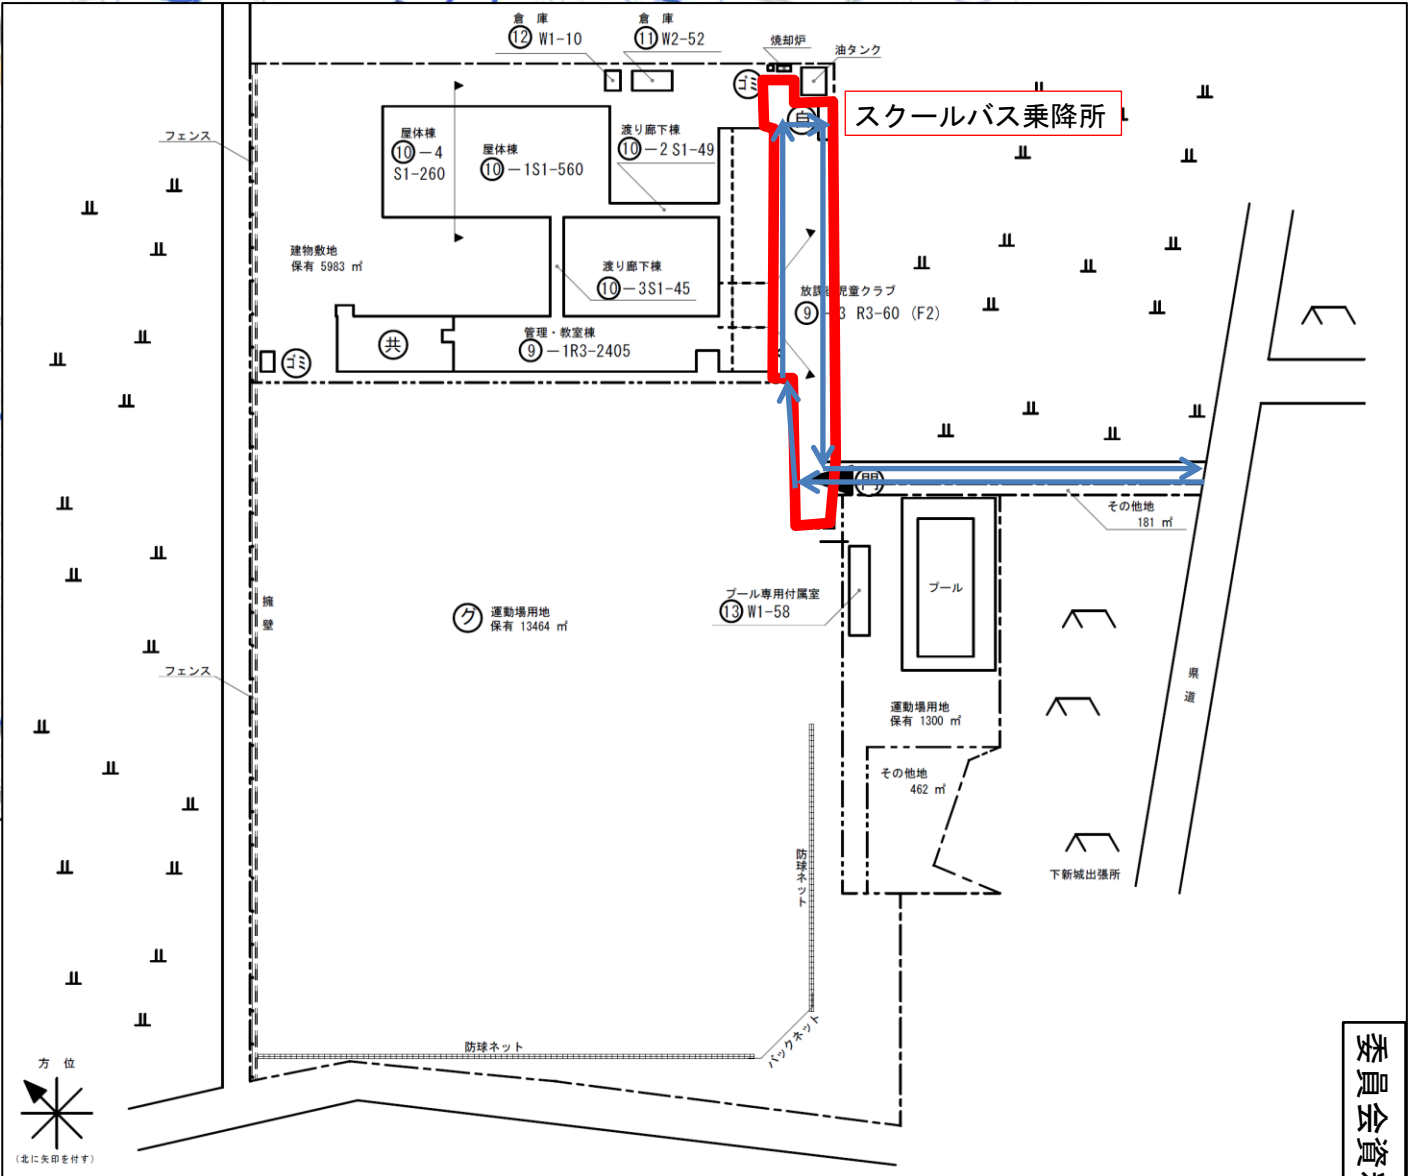 倉 庫
⑫ W1-10
倉 庫
⑪ W2-52
焼却炉
油タンク
ゴミ
自
スクールバス乗降所
フェンス
屋体棟
⑩-4
S1-260
屋体棟
⑩-1S1-560
渡り廊下棟
⑩-2 S1-49
建物敷地
保有 5983 ㎡
渡り廊下棟
⑩-3S1-45
放課後児童クラブ
⑨-3 R3-60 (F2)
管理・教室棟
⑨-1R3-2405
共
ゴミ
門
その他地
181 ㎡
プール専用付属室
⑬ W1-58
プール
擁壁
グ
運動場用地
保有 13464 ㎡
フェンス
県道
運動場用地
保有 1300 ㎡
その他地
462 ㎡
防球ネット
下新城出張所
防球ネット
バックネット
方 位
(北に矢印を付す)
委員会資